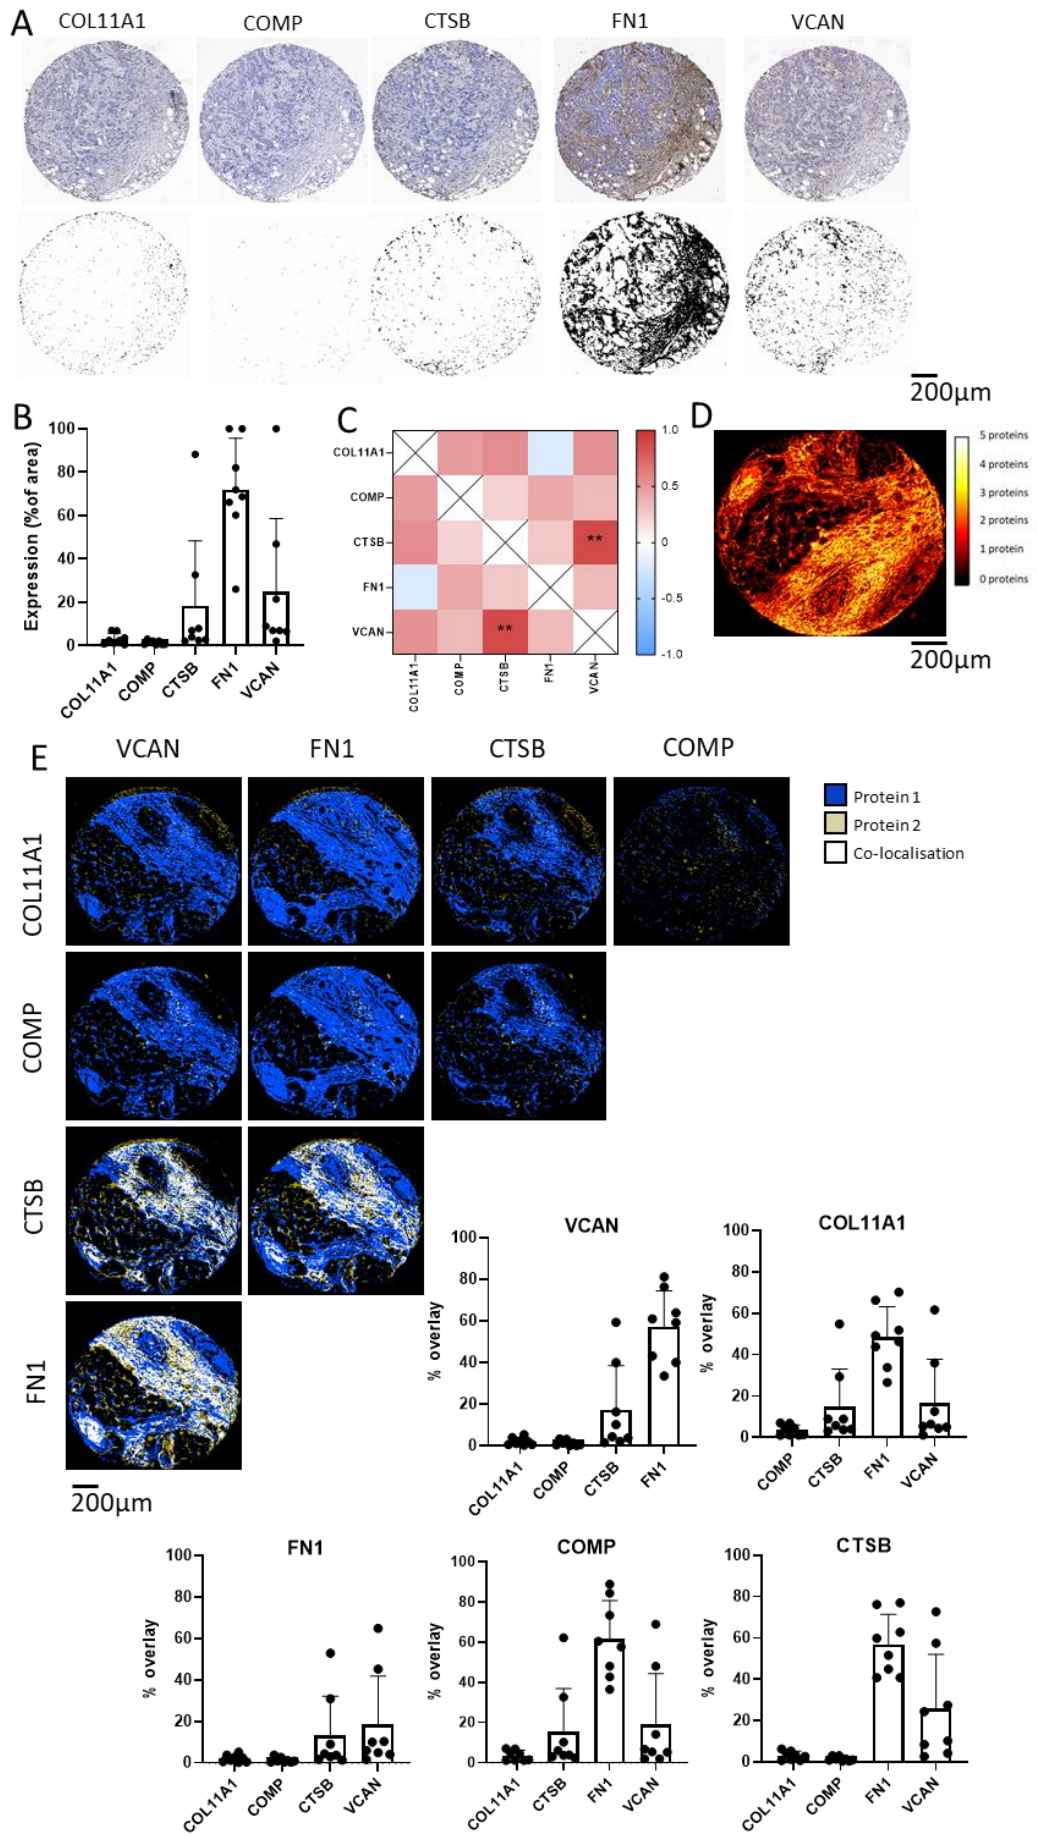 A
COL11A1 COMP CTSB FN1 VCAN
200µm
B
Expression (%of area)
100
80
60
40
20
0
COL11A1 COMP CTSB FN1 VCAN
C
COL11A1
COMP
CTSB **
FN1
VCAN **
COL11A1 COMP CTSB FN1 VCAN
1.0
0.5
0
-0.5
-1.0
D
5 proteins
4 proteins
3 proteins
2 proteins
1 protein
0 proteins
200µm
E
VCAN FN1 CTSB COMP
COL11A1
COMP
CTSB
FN1
Protein 1
Protein 2
Co-localisation
200µm
VCAN
% overlay
100
80
60
40
20
0
COL11A1 COMP CTSB FN1
COL11A1
% overlay
100
80
60
40
20
0
COMP CTSB FN1 VCAN
FN1
% overlay
100
80
60
40
20
0
COL11A1 COMP CTSB VCAN
COMP
% overlay
100
80
60
40
20
0
COL11A1 CTSB FN1 VCAN
CTSB
% overlay
100
80
60
40
20
0
COL11A1 COMP FN1 VCAN